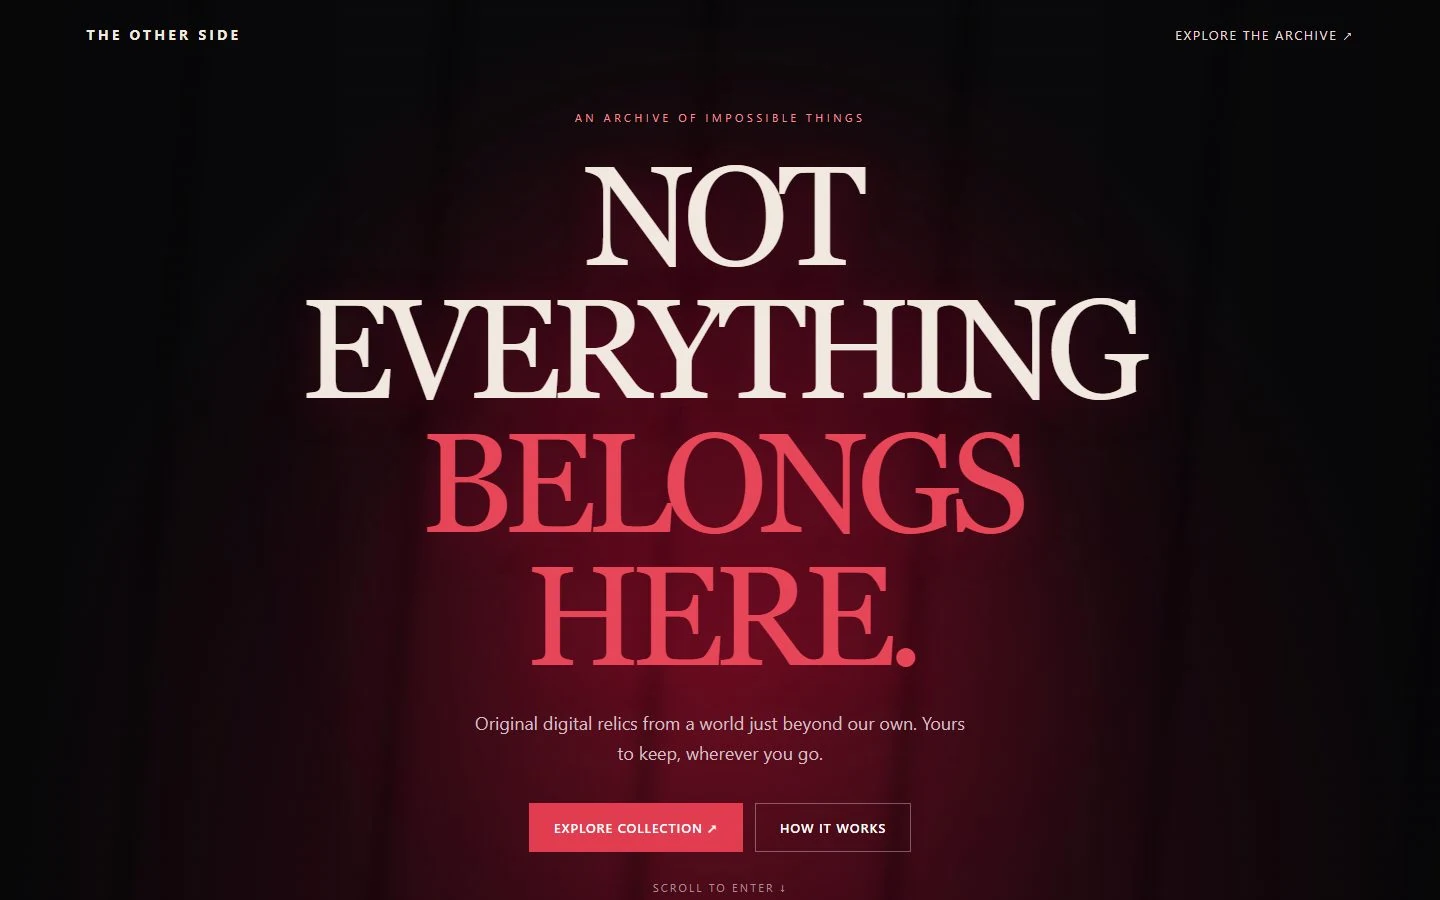 THE OTHER SIDE
EXPLORE THE ARCHIVE ↗
AN ARCHIVE OF IMPOSSIBLE THINGS
NOT
EVERYTHING
BELONGS
HERE.
Original digital relics from a world just beyond our own. Yours
to keep, wherever you go.
EXPLORE COLLECTION ↗
HOW IT WORKS
SCROLL TO ENTER ↓